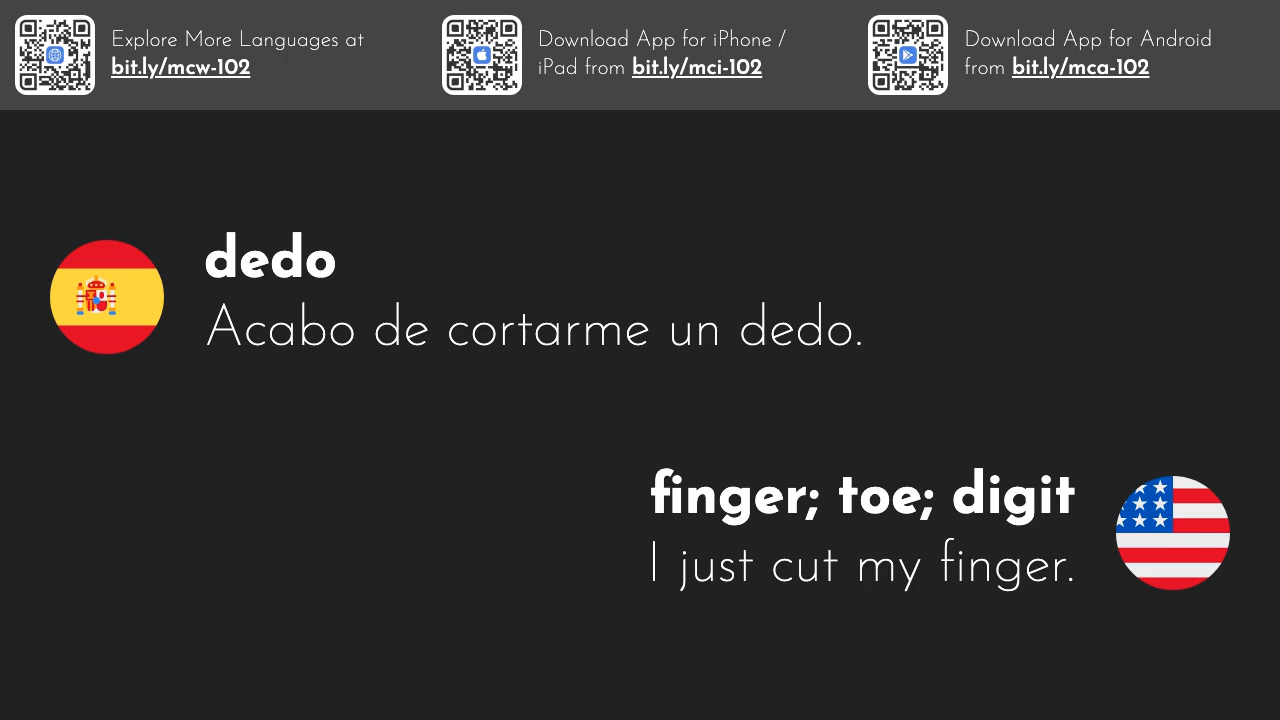 Explore More Languages at
bit.ly/mcw-102
Download App for iPhone /
iPad from bit.ly/mci-102
Download App for Android
from bit.ly/mca-102
dedo
Acabo de cortarme un dedo.
finger; toe; digit
I just cut my finger.